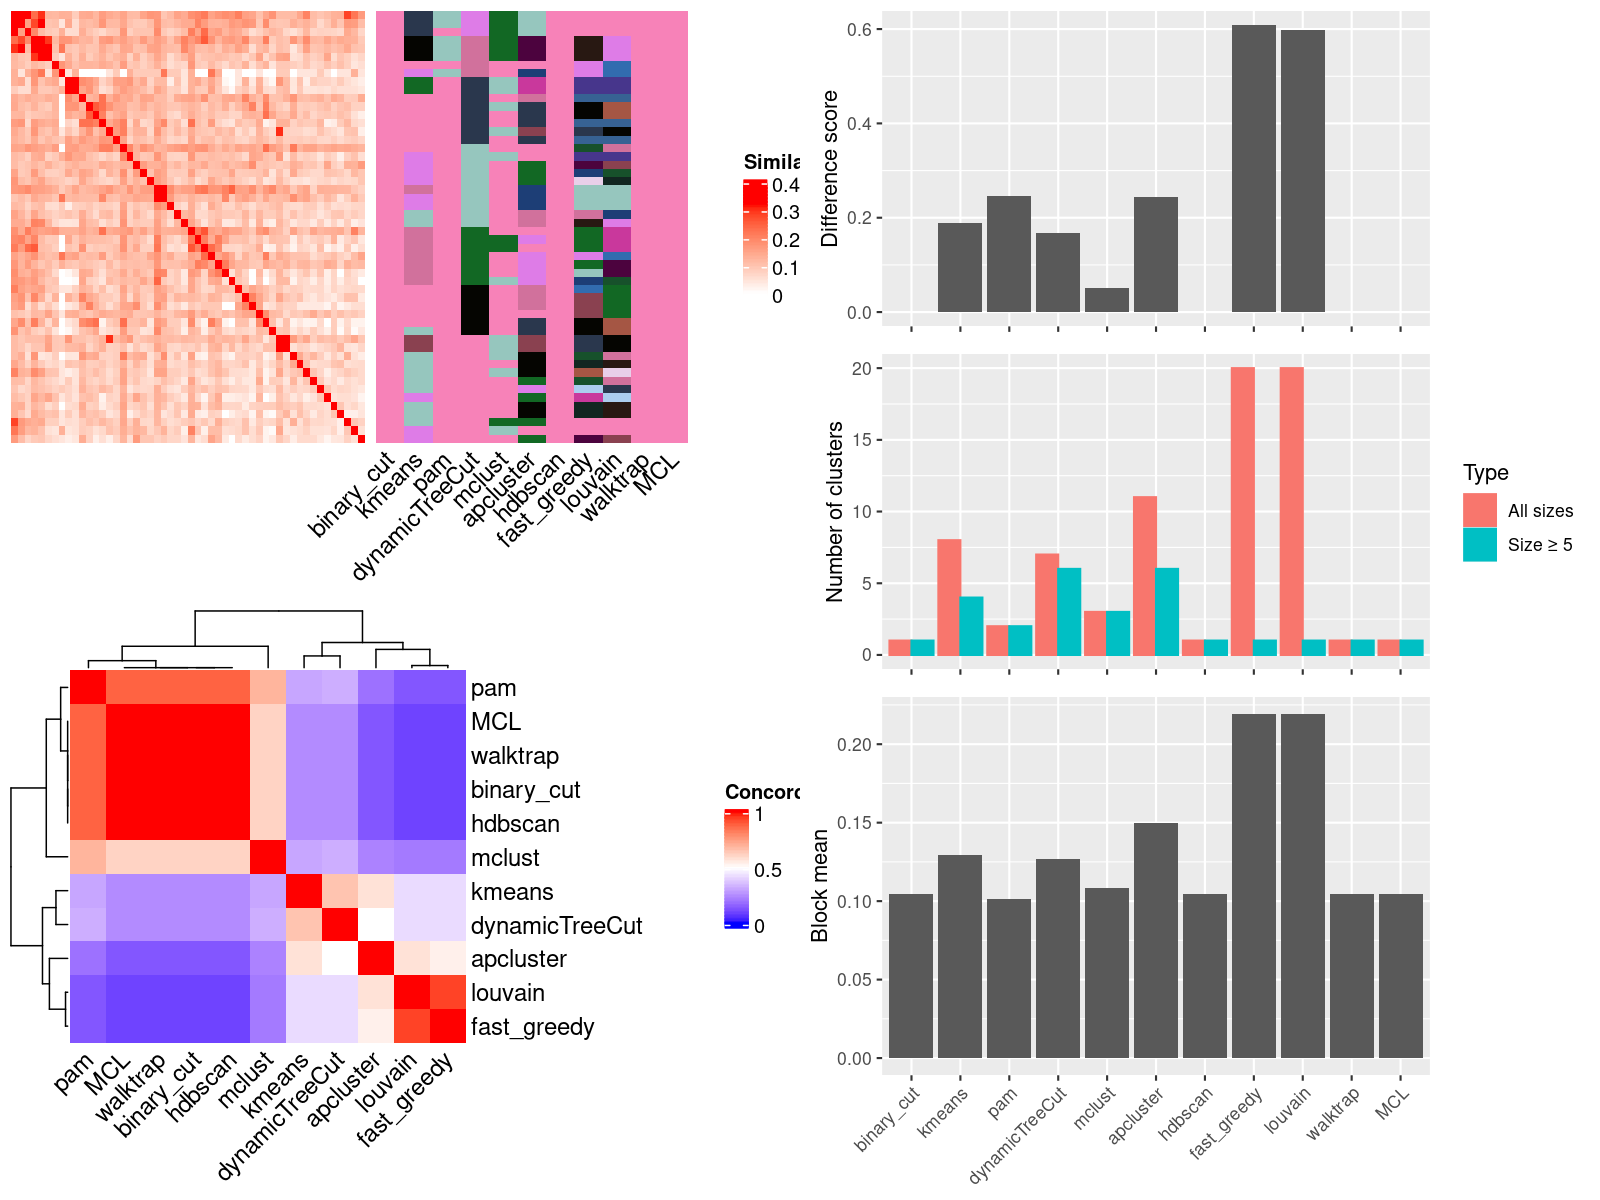 Simila
0.4
0.3
0.2
0.1
0
binary_cut
kmeans
pam
dynamicTreeCut
mclust
apcluster
hdbscan
fast_greedy
louvain
walktrap
MCL
pam
MCL
walktrap
binary_cut
hdbscan
mclust
kmeans
dynamicTreeCut
apcluster
louvain
fast_greedy
Concord
1
0.5
0
pam
MCL
walktrap
binary_cut
hdbscan
mclust
kmeans
dynamicTreeCut
apcluster
louvain
fast_greedy
Difference score
0.6
0.4
0.2
0.0
Number of clusters
20
15
10
5
0
Type
All sizes
Size ≥ 5
Block mean
0.20
0.15
0.10
0.05
0.00
binary_cut
kmeans
pam
dynamicTreeCut
mclust
apcluster
hdbscan
fast_greedy
louvain
walktrap
MCL